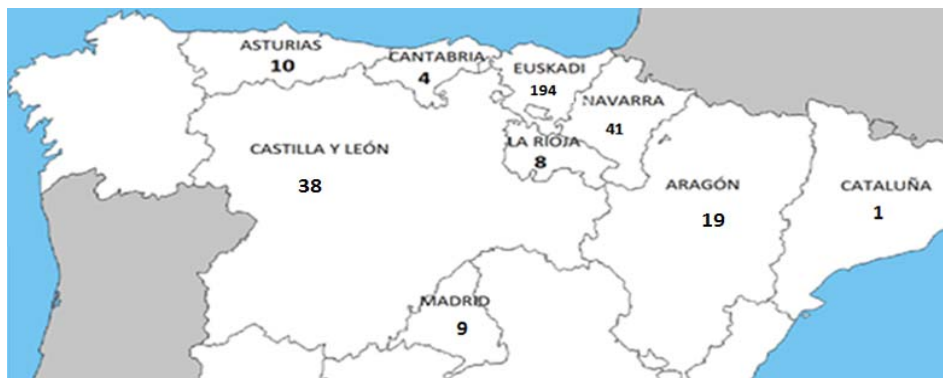 ASTURIAS
10
CANTABRIA
4
EUSKADI
194
NAVARRA
41
LA RIOJA
8
CASTILLA Y LEÓN
38
ARAGÓN
19
CATALUÑA
1
MADRID
9